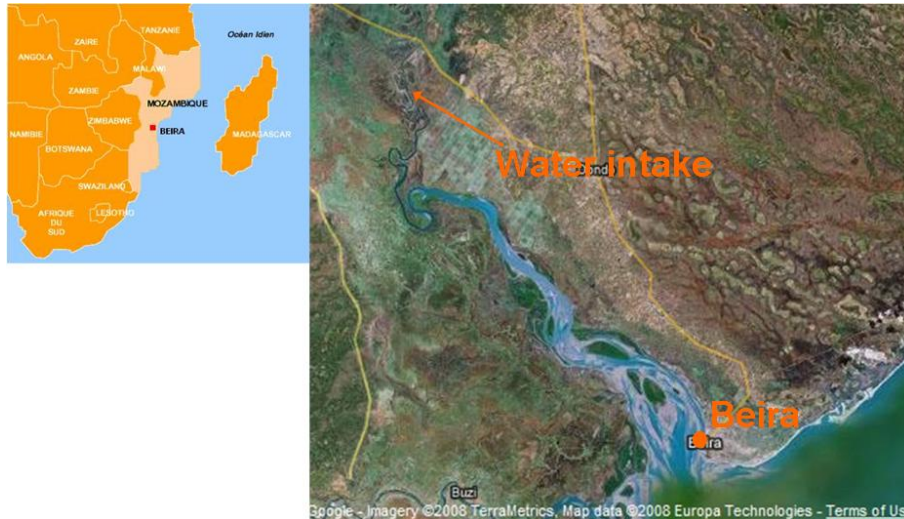 TANZANIE
Océan Idien
ZAIRE
ANGOLA
MALAWI
ZAMBIE
MOZAMBIQUE
ZIMBABWE
BEIRA
NAMIBIE
MADAGASCAR
BOTSWANA
SWAZILAND
AFRIQUE
DU
SUD
LESOTHO
Water intake
Dondo
Beira
Beira
Buzi
Google - Imagery ©2008 TerraMetrics, Map data ©2008 Europa Technologies - Terms of Us